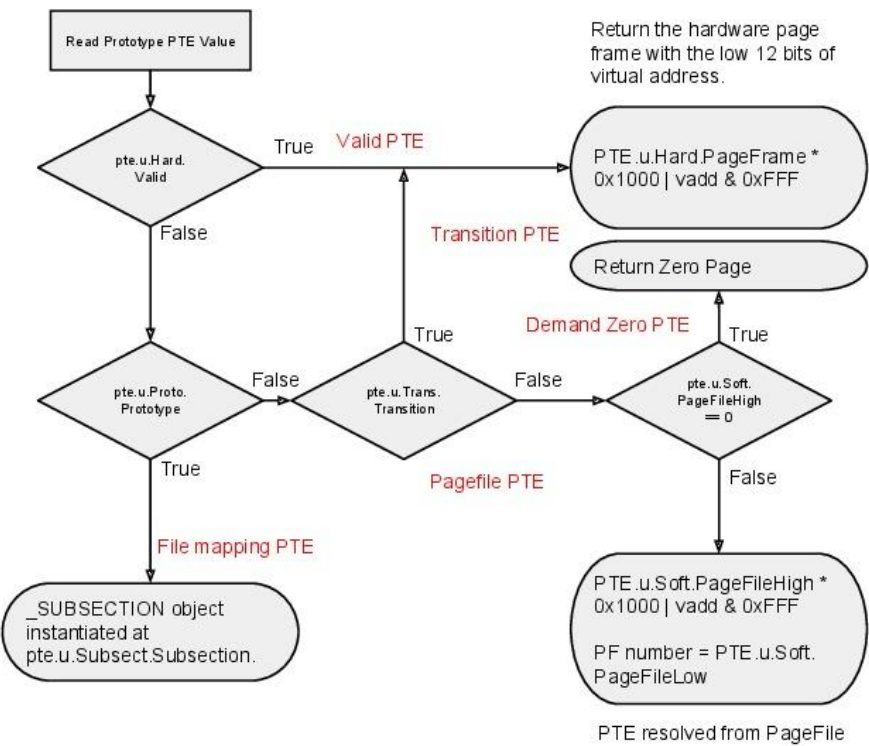 Read Prototype PTE Value
Return the hardware page
frame with the low 12 bits of
virtual address.
pte.u.Hard.
Valid
True
Valid PTE
PTE.u.Hard.PageFrame *
0x1000 | vadd & 0xFFF
False
Transition PTE
Return Zero Page
Demand Zero PTE
True
True
pte.u.Proto.
Prototype
False
pte.u.Trans.
Transition
False
pte.u.Soft.
PageFileHigh
== 0
True
Pagefile PTE
False
File mapping PTE
_SUBSECTION object
instantiated at
pte.u.Subsect.Subsection.
PTE.u.Soft.PageFileHigh *
0x1000 | vadd & 0xFFF
PF number = PTE.u.Soft.
PageFileLow
PTE resolved from PageFile